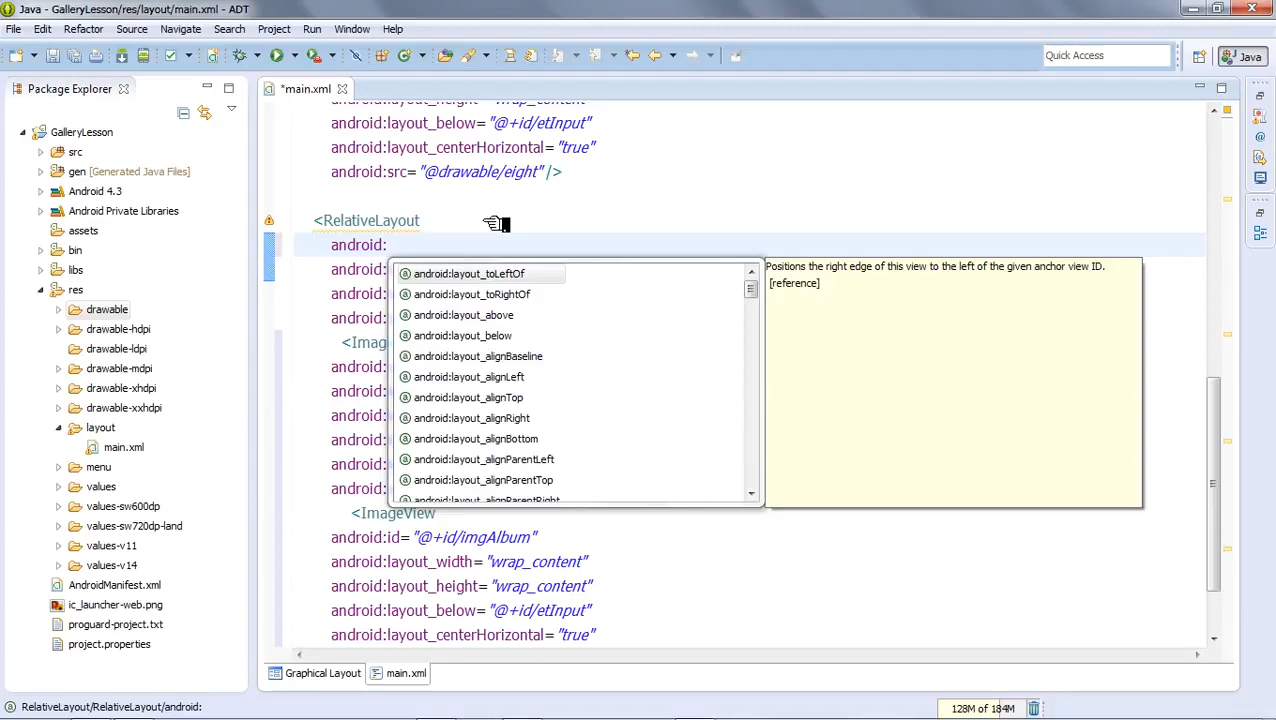 Java - GalleryLesson/res/layout/main.xml - ADT
File Edit Refactor Source Navigate Search Project Run Window Help
Quick Access
Java
Package Explorer
GalleryLesson
src
gen [Generated Java Files]
Android 4.3
Android Private Libraries
assets
bin
libs
res
drawable
drawable-hdpi
drawable-ldpi
drawable-mdpi
drawable-xhdpi
drawable-xxhdpi
layout
main.xml
menu
values
values-sw600dp
values-sw720dp-land
values-v11
values-v14
AndroidManifest.xml
ic_launcher-web.png
proguard-project.txt
project.properties
*main.xml
android:layout_height="wrap_content"
android:layout_below="@+id/etInput"
android:layout_centerHorizontal="true"
android:src="@drawable/eight" />
<RelativeLayout
android:
android:
android:
android:
<Imag
android:
android:
android:
android:
android:
android:
<ImageView
android:id="@+id/imgAlbum"
android:layout_width="wrap_content"
android:layout_height="wrap_content"
android:layout_below="@+id/etInput"
android:layout_centerHorizontal="true"
android:layout_toLeftOf
android:layout_toRightOf
android:layout_above
android:layout_below
android:layout_alignBaseline
android:layout_alignLeft
android:layout_alignTop
android:layout_alignRight
android:layout_alignBottom
android:layout_alignParentLeft
android:layout_alignParentTop
android:layout_alignParentRight
Positions the right edge of this view to the left of the given anchor view ID.
[reference]
Graphical Layout main.xml
RelativeLayout/RelativeLayout/android:
128M of 184M